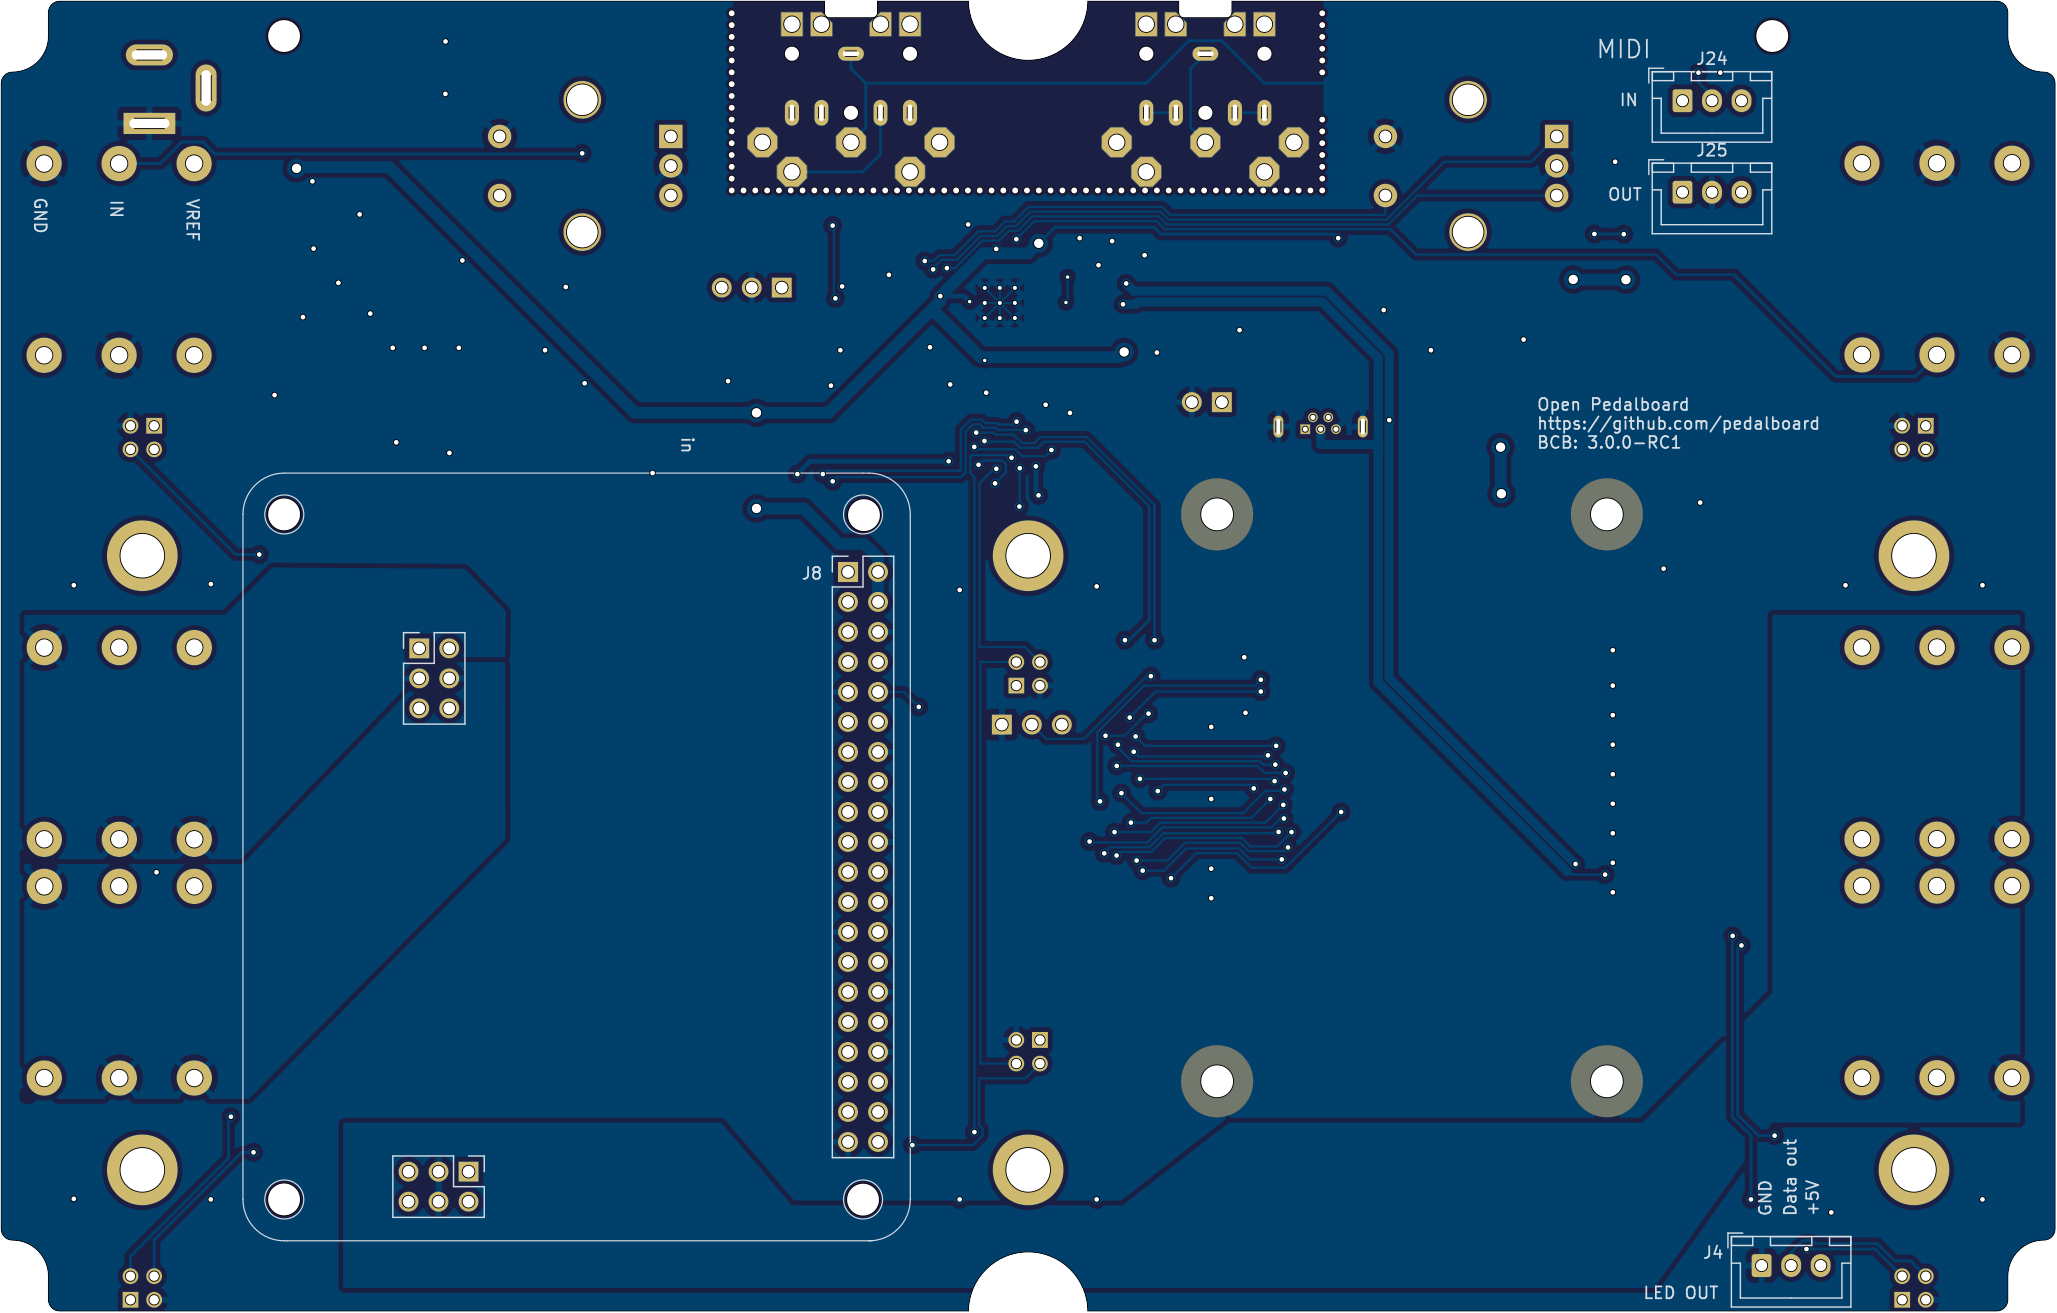 MIDI
J24
IN
J25
OUT
GND
IN
VREF
Open Pedalboard
https://github.com/pedalboard
BCB: 3.0.0-RC1
in
J8
GND
Data out
+5V
J4
LED OUT